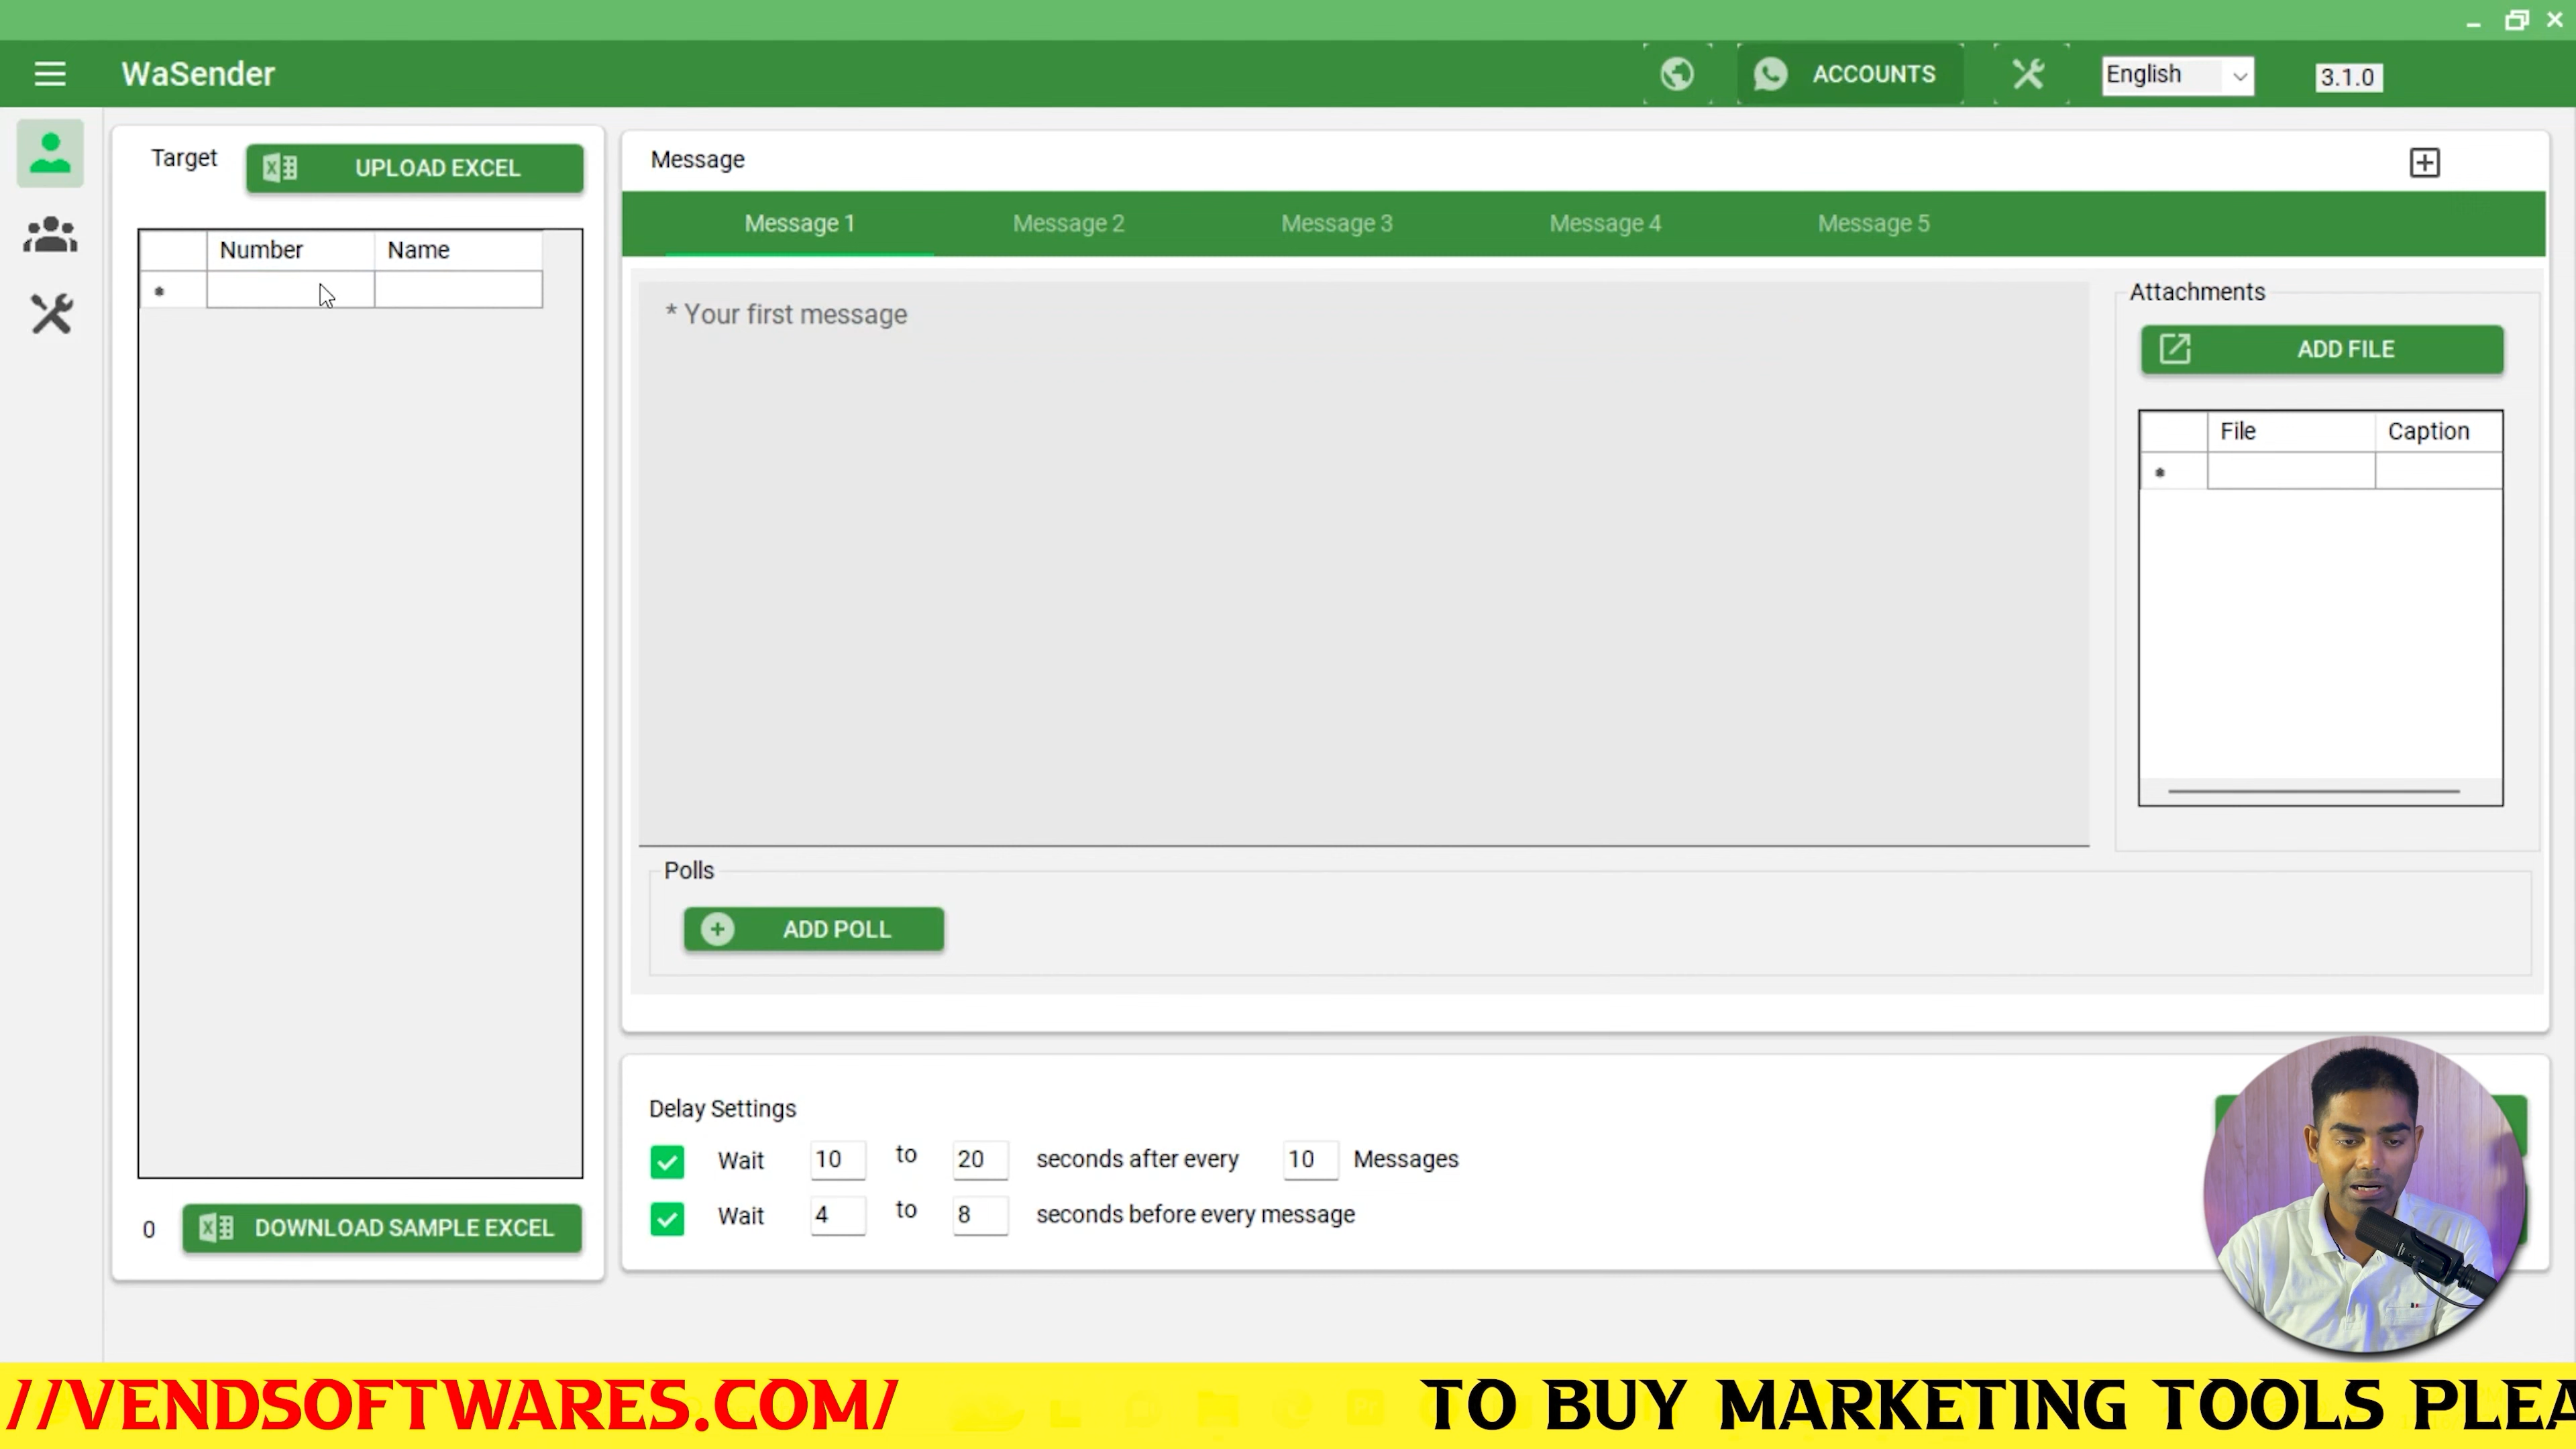 WaSender
ACCOUNTS
English
3.1.0
Target
UPLOAD EXCEL
Number Name
*
0
DOWNLOAD SAMPLE EXCEL
Message
Message 1 Message 2 Message 3 Message 4 Message 5
* Your first message
Attachments
ADD FILE
File Caption
*
Polls
ADD POLL
Delay Settings
Wait 10 to 20 seconds after every 10 Messages
Wait 4 to 8 seconds before every message
//VENDSOFTWARES.COM/ TO BUY MARKETING TOOLS PLEA